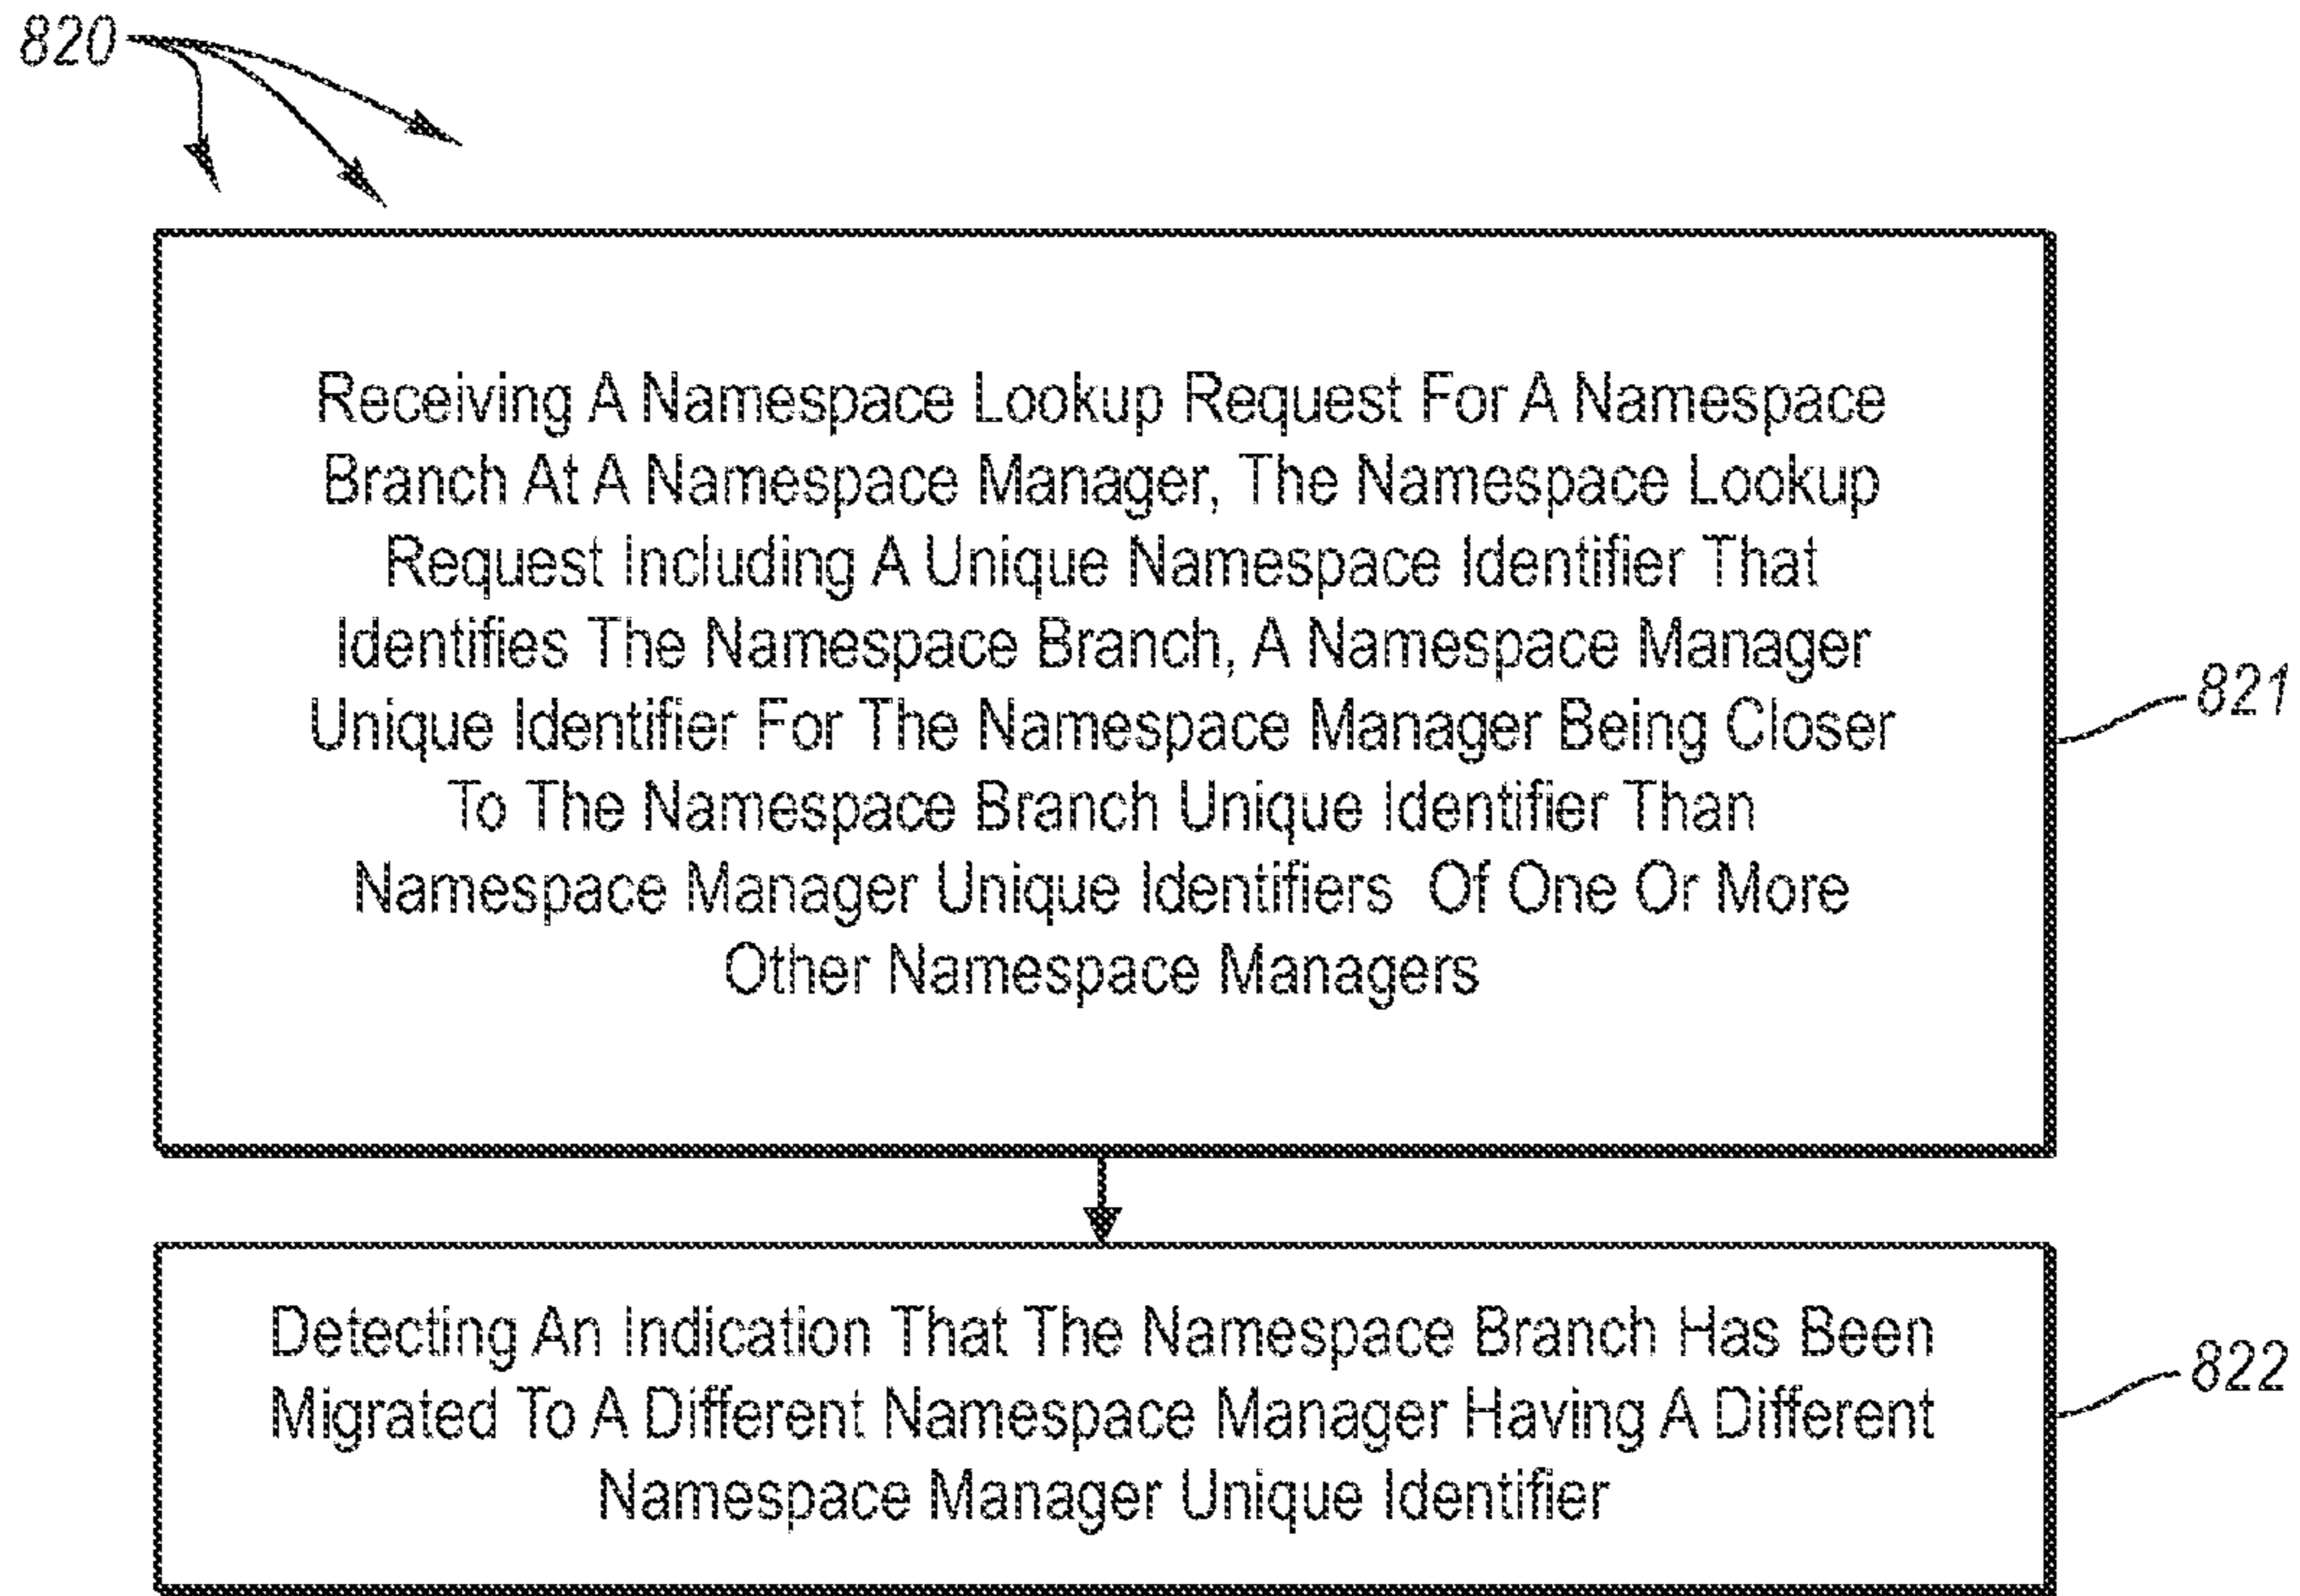 820
Receiving A Namespace Lookup Request For A Namespace
Branch At A Namespace Manager, The Namespace Lookup
Request Including A Unique Namespace Identifier That
Identifies The Namespace Branch, A Namespace Manager
Unique Identifier For The Namespace Manager Being Closer
To The Namespace Branch Unique Identifier Than
Namespace Manager Unique Identifiers Of One Or More
Other Namespace Managers
821
Detecting An Indication That The Namespace Branch Has Been
Migrated To A Different Namespace Manager Having A Different
Namespace Manager Unique Identifier
822